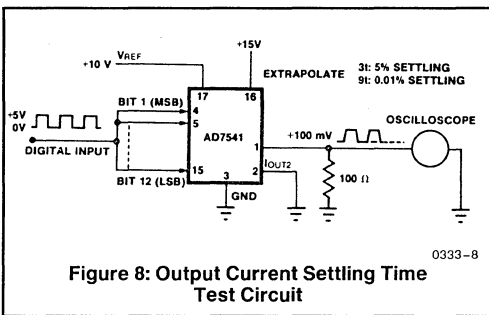 +15V
+10 V VREF
EXTRAPOLATE 3t: 5% SETTLING
9t: 0.01% SETTLING
17 16
BIT 1 (MSB) 4
5
+5V
0V
DIGITAL INPUT
AD7541
OSCILLOSCOPE
1 +100 mV
BIT 12 (LSB) 15
3 2 IOUT2
GND
100 Ω
0333-8
Figure 8: Output Current Settling Time
Test Circuit